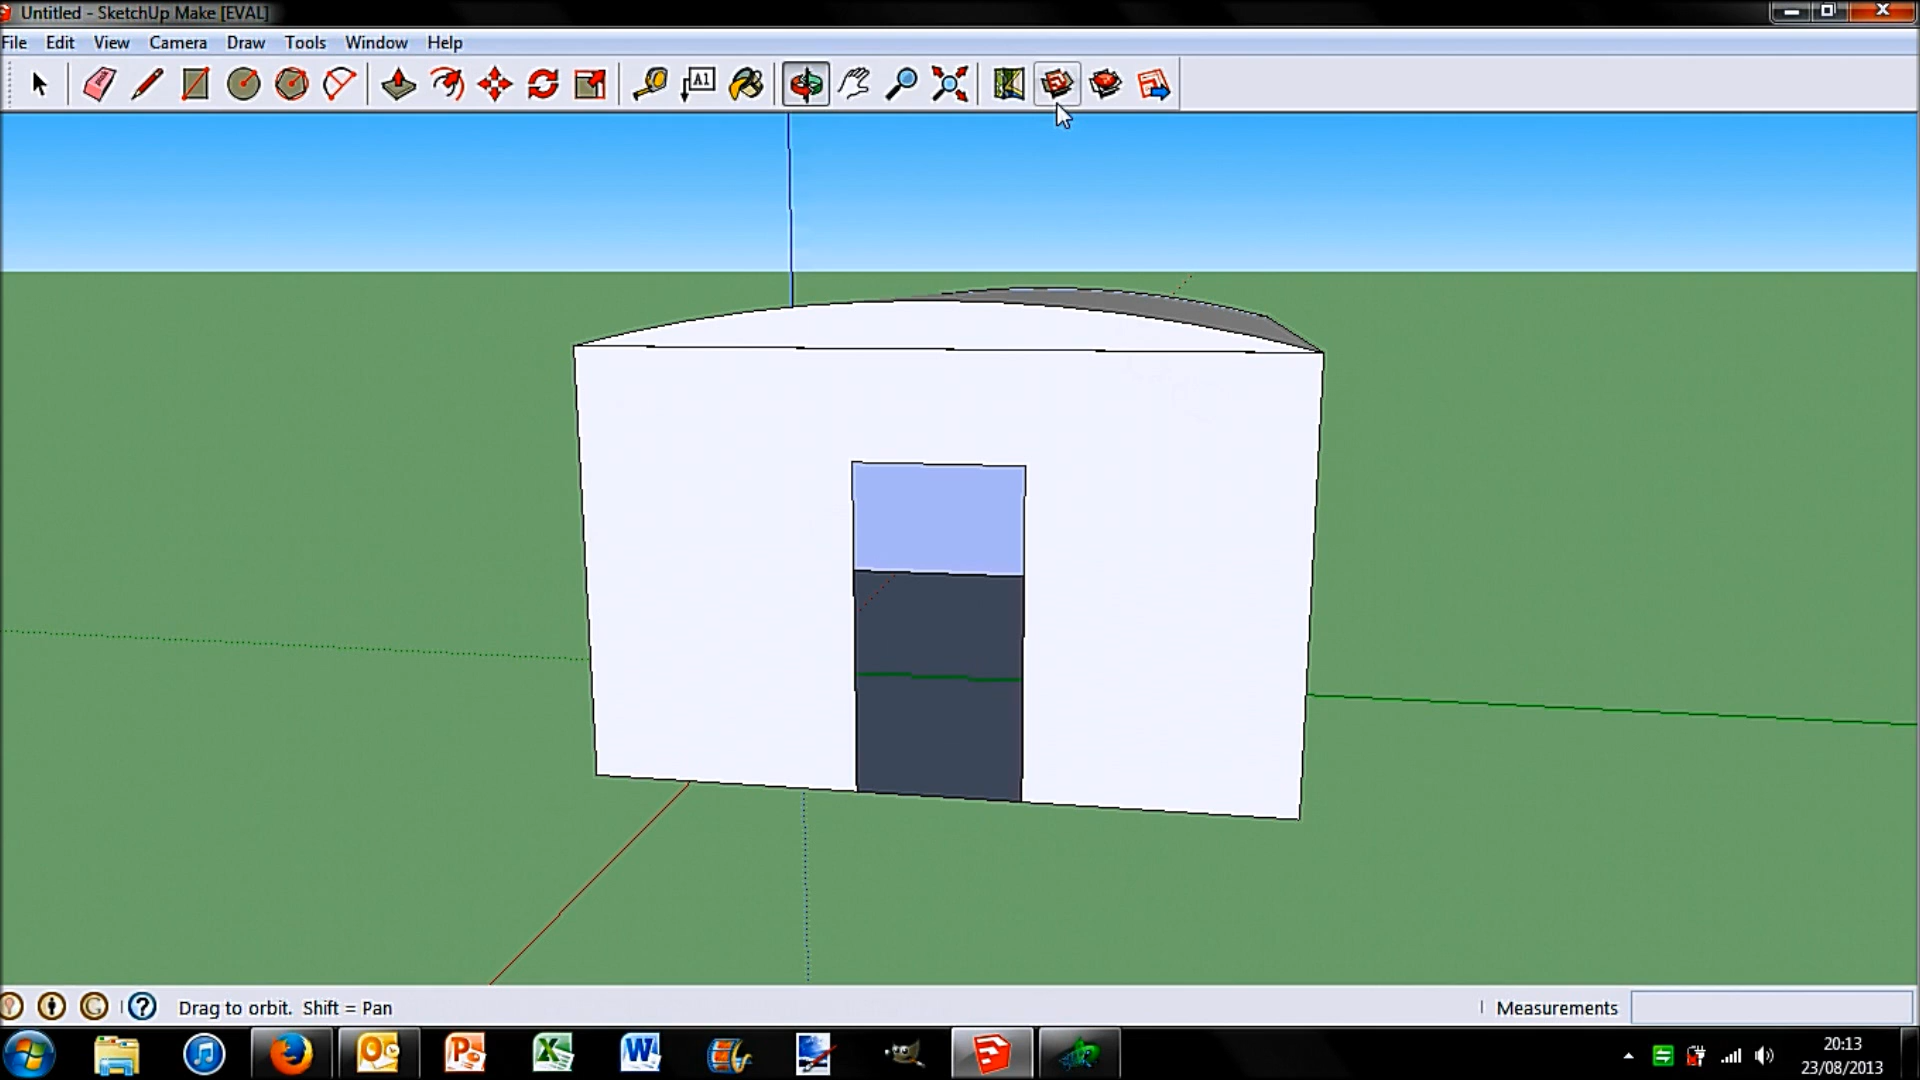 Untitled - SketchUp Make [EVAL]
File Edit View Camera Draw Tools Window Help
A1
Drag to orbit. Shift = Pan
Measurements
20:13
23/08/2013